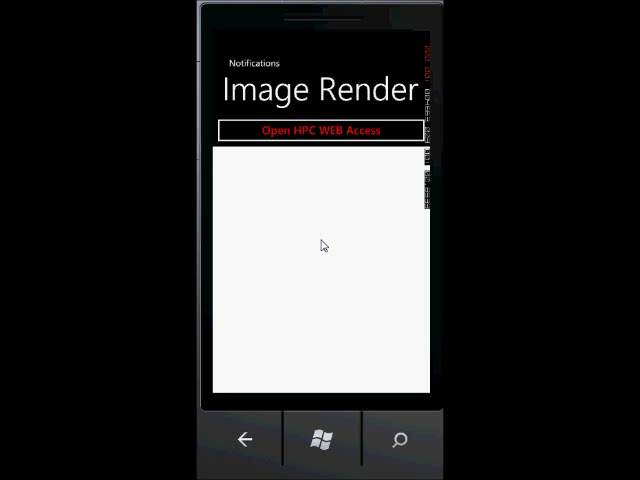 Notifications
Image Render
Open HPC WEB Access